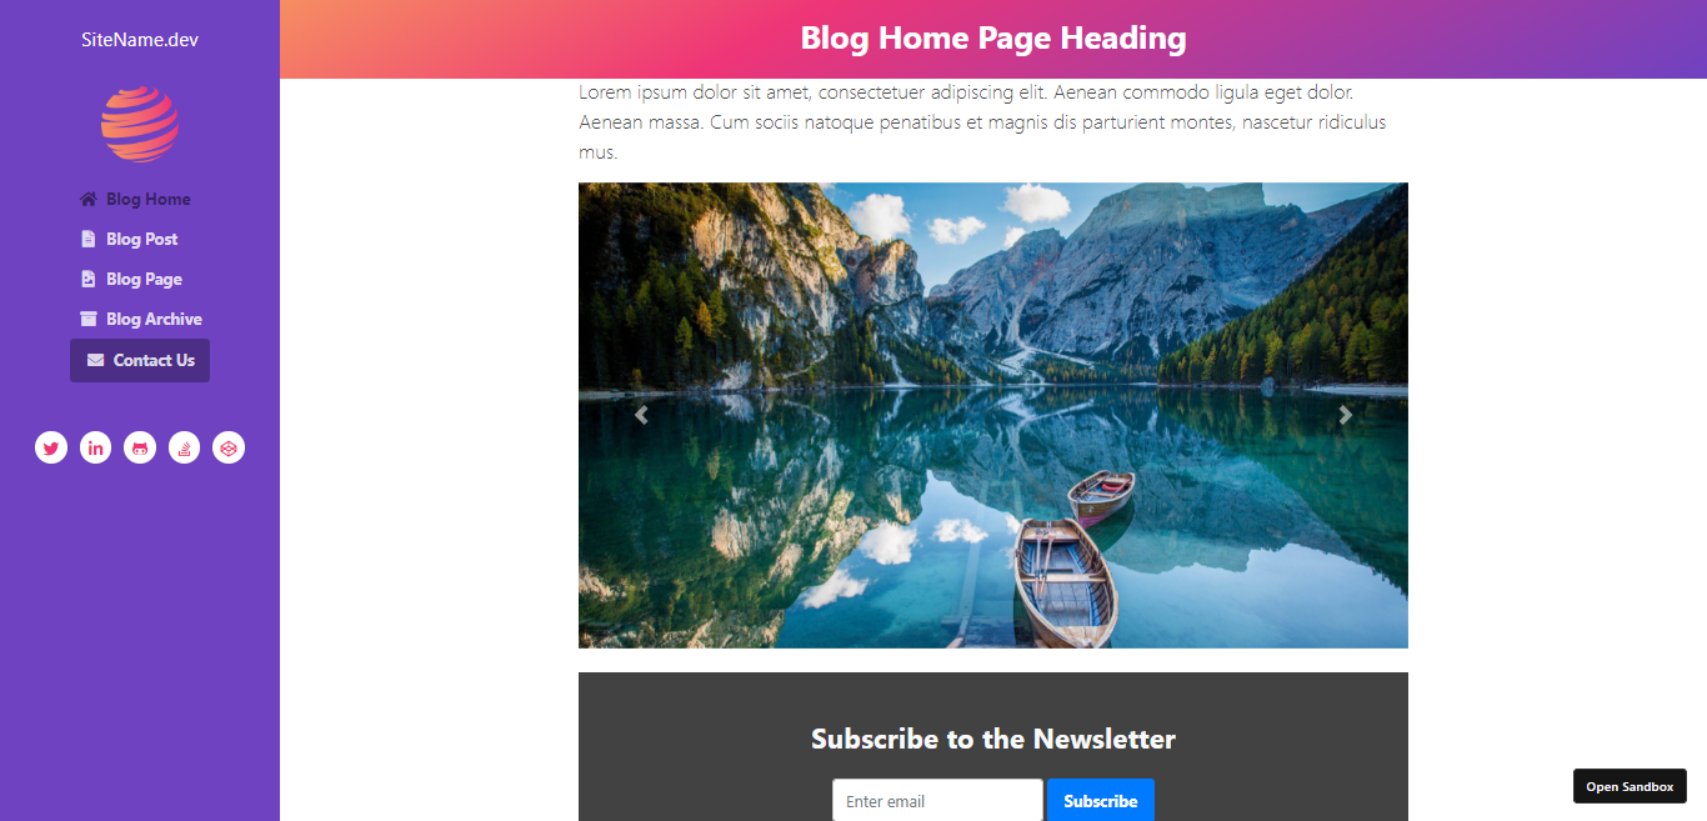 SiteName.dev
Blog Home
Blog Post
Blog Page
Blog Archive
Contact Us
in
Blog Home Page Heading
Lorem ipsum dolor sit amet, consectetuer adipiscing elit. Aenean commodo ligula eget dolor.
Aenean massa. Cum sociis natoque penatibus et magnis dis parturient montes, nascetur ridiculus
mus.
Subscribe to the Newsletter
Enter email
Subscribe
Open Sandbox